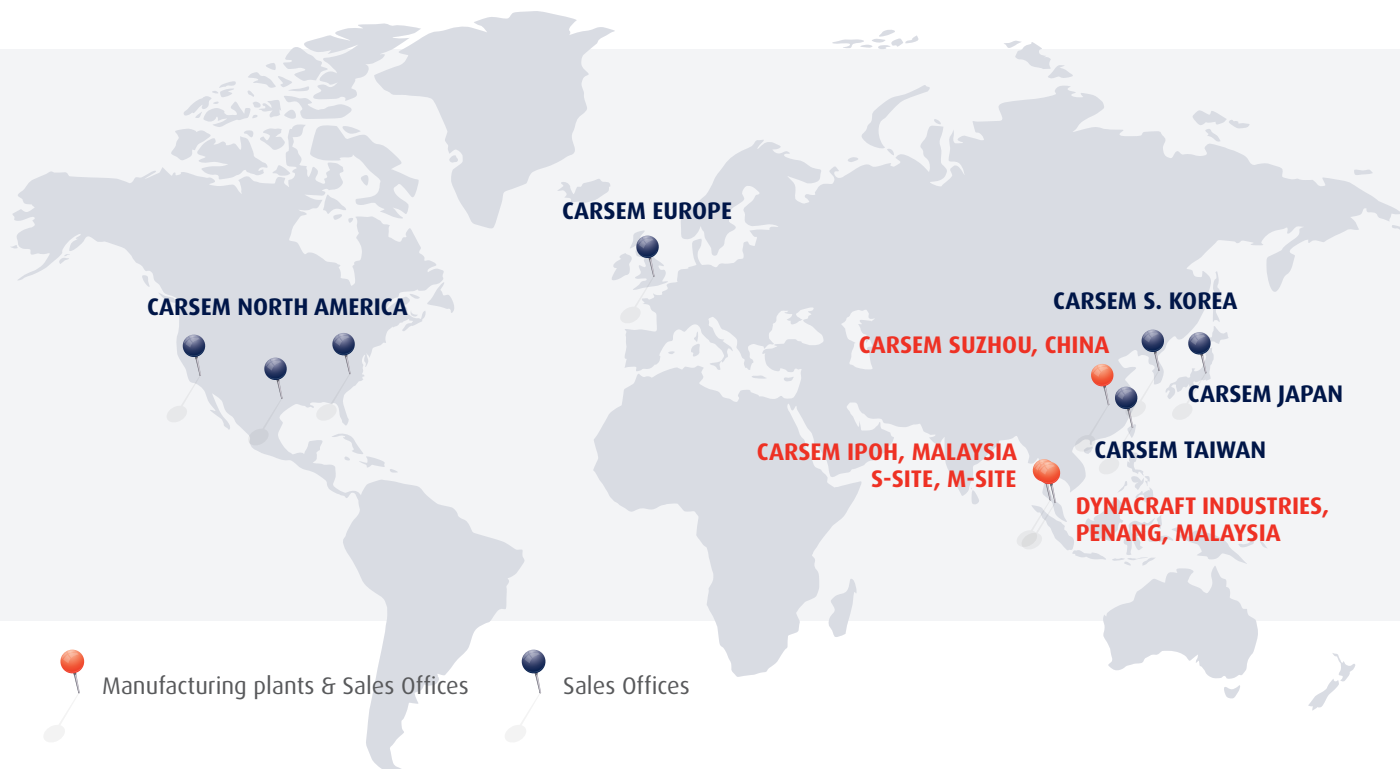 CARSEM EUROPE
CARSEM NORTH AMERICA
CARSEM S. KOREA
CARSEM SUZHOU, CHINA
CARSEM JAPAN
CARSEM TAIWAN
CARSEM IPOH, MALAYSIA
S-SITE, M-SITE
DYNACRAFT INDUSTRIES,
PENANG, MALAYSIA
Manufacturing plants & Sales Offices
Sales Offices